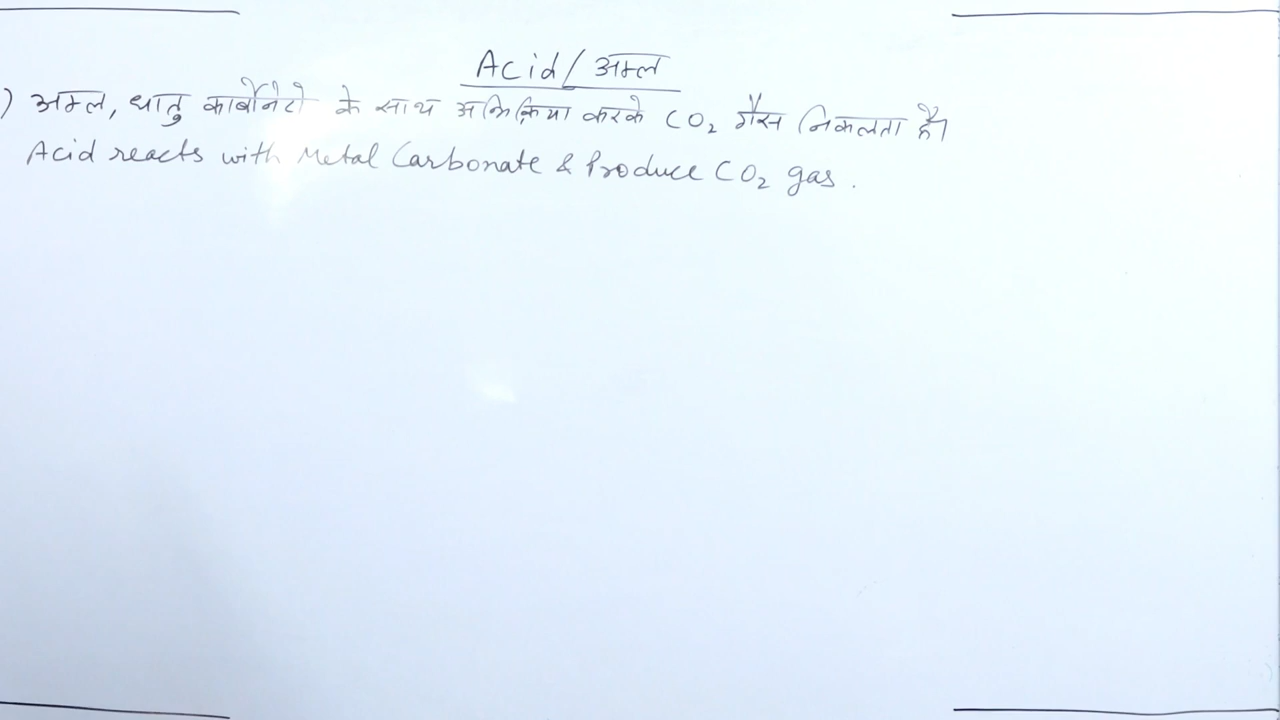 Acid / अम्ल
) अम्ल, धातु कार्बोनेटो के साथ अभिक्रिया करके CO₂ गैस निकलता है।
Acid reacts with Metal Carbonate & Produce CO₂ gas.